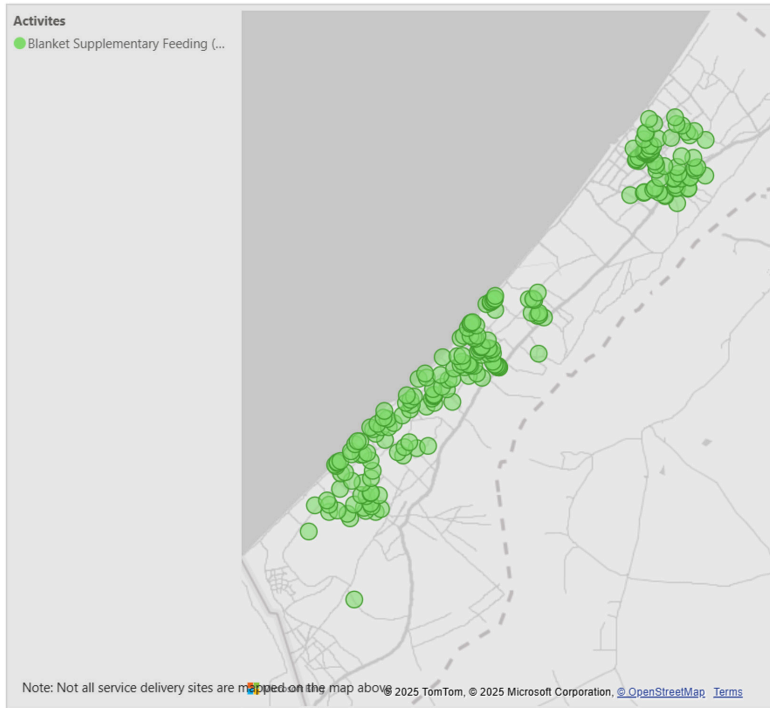 Activites
Blanket Supplementary Feeding (...
Note: Not all service delivery sites are mapped on the map above
© 2025 TomTom, © 2025 Microsoft Corporation, © OpenStreetMap Terms